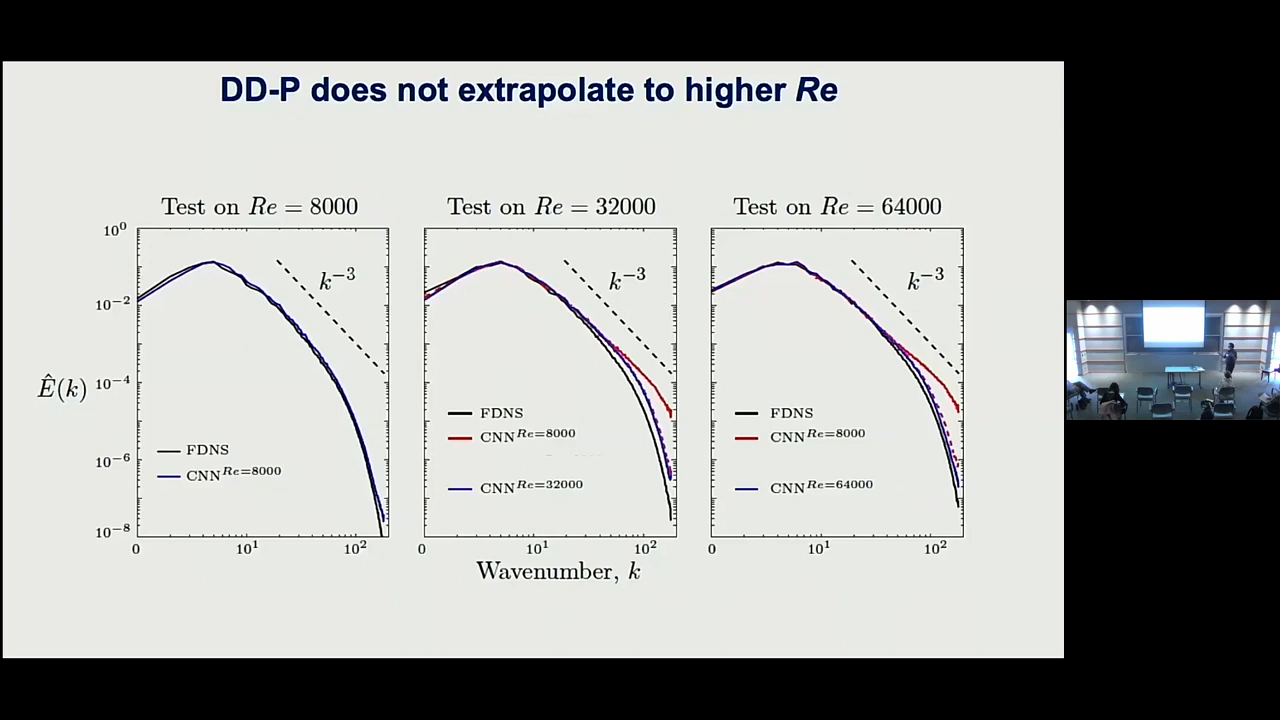 DD-P does not extrapolate to higher Re
Test on Re = 8000
Test on Re = 32000
Test on Re = 64000
10⁰
10⁻²
10⁻⁴
10⁻⁶
10⁻⁸
Ê(k)
k⁻³
FDNS
CNN^{Re=8000}
0
10¹
10²
k⁻³
FDNS
CNN^{Re=8000}
CNN^{Re=32000}
0
10¹
10²
k⁻³
FDNS
CNN^{Re=8000}
CNN^{Re=64000}
0
10¹
10²
Wavenumber, k